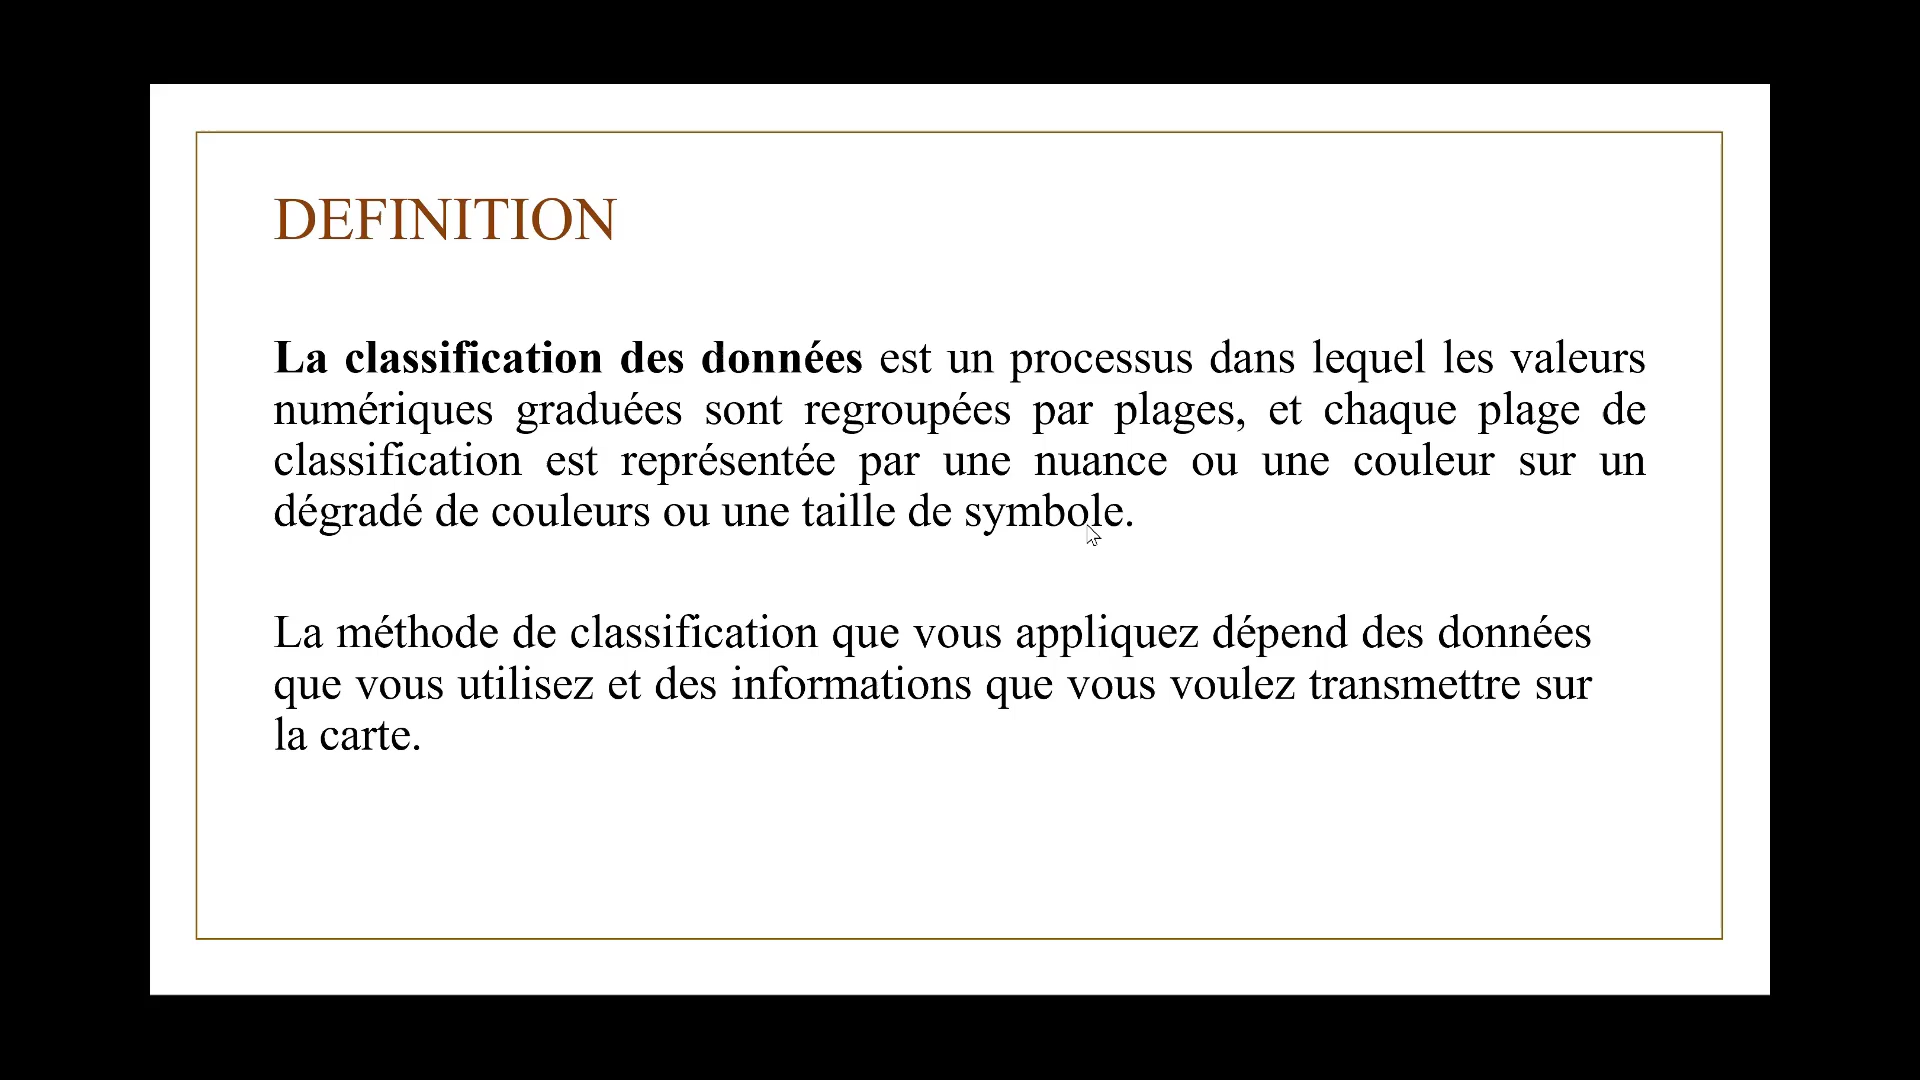 DEFINITION
La classification des données est un processus dans lequel les valeurs
numériques graduées sont regroupées par plages, et chaque plage de
classification est représentée par une nuance ou une couleur sur un
dégradé de couleurs ou une taille de symbole.
La méthode de classification que vous appliquez dépend des données
que vous utilisez et des informations que vous voulez transmettre sur
la carte.